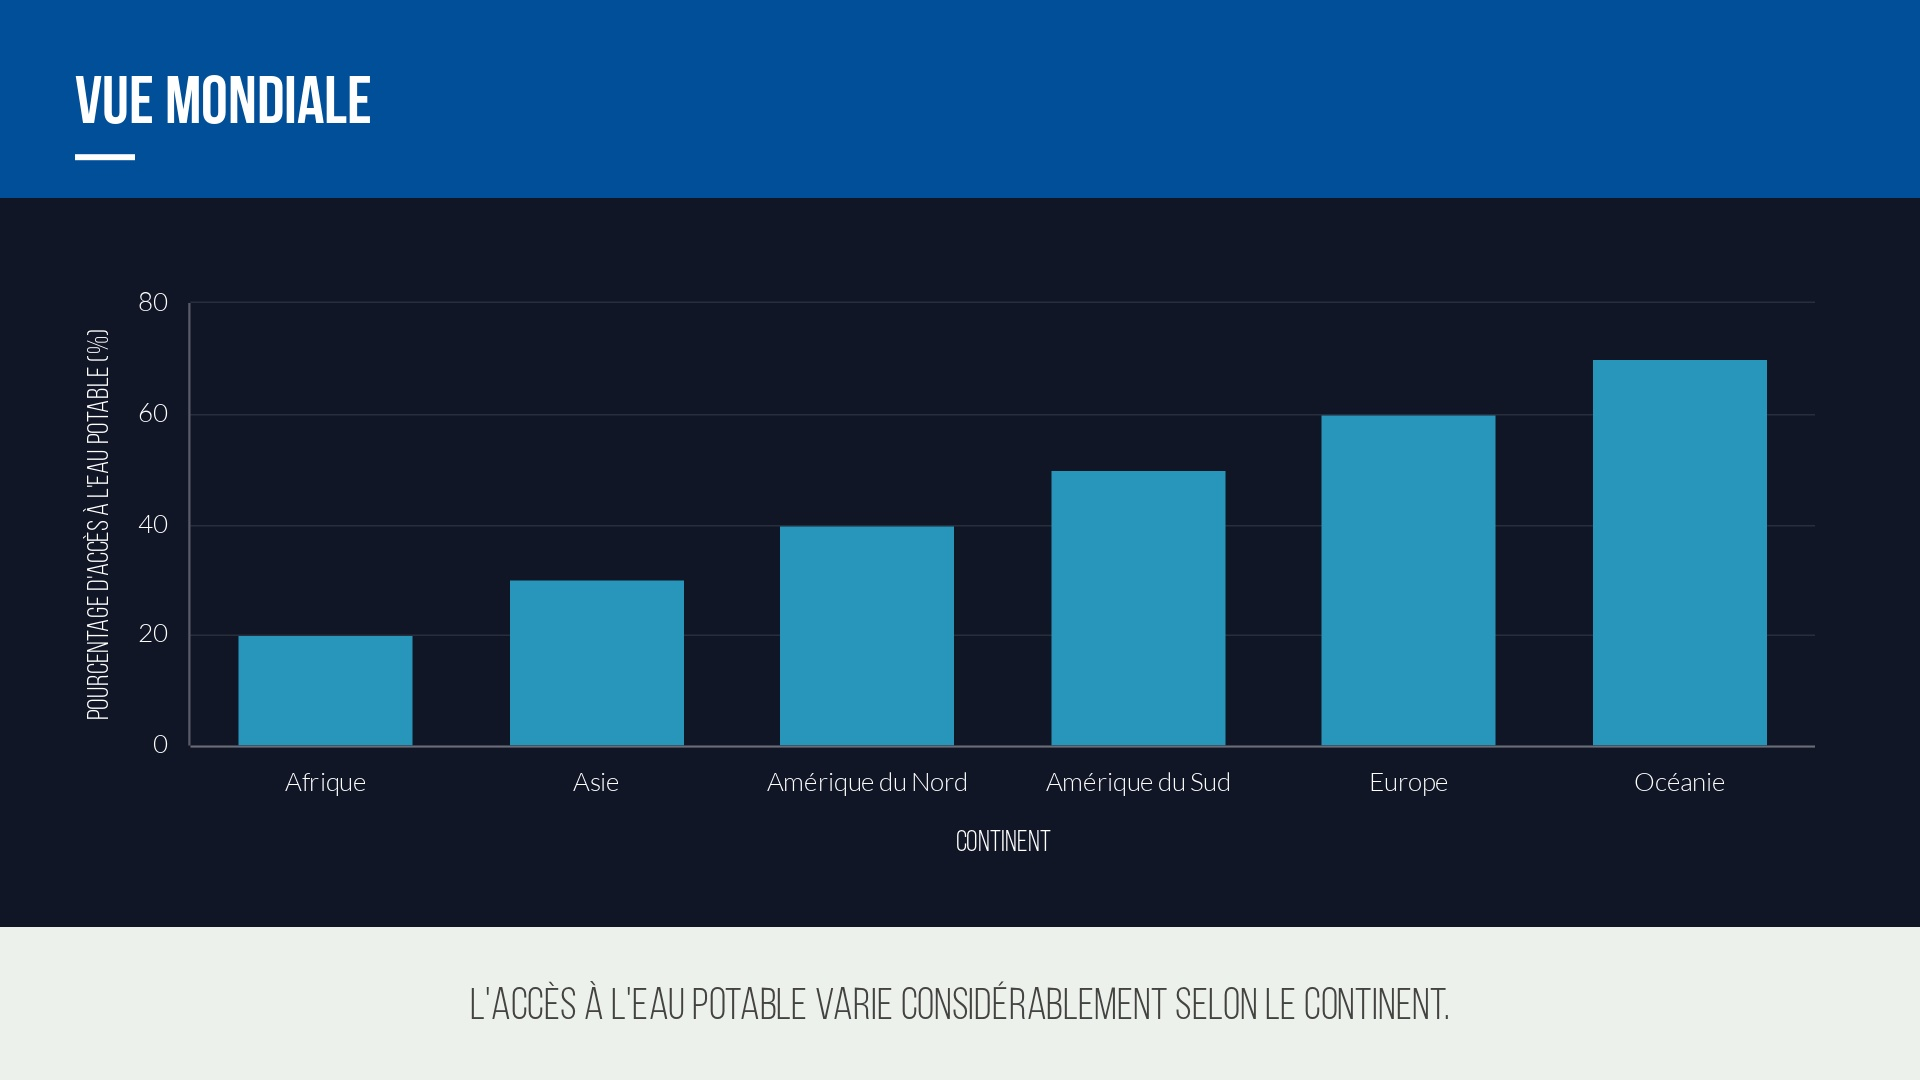 VUE MONDIALE
POURCENTAGE D'ACCÈS À L'EAU POTABLE (%)
80
60
40
20
0
Afrique
Asie
Amérique du Nord
Amérique du Sud
Europe
Océanie
CONTINENT
L'ACCÈS À L'EAU POTABLE VARIE CONSIDÉRABLEMENT SELON LE CONTINENT.